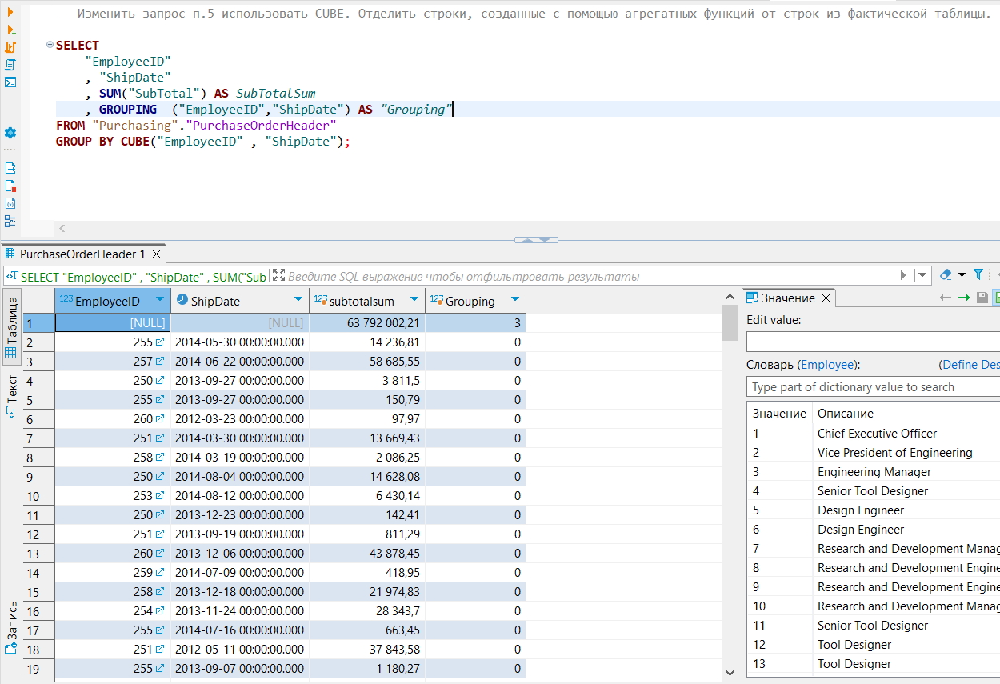 -- Изменить запрос п.5 использовать CUBE. Отделить строки, созданные с помощью агрегатных функций от строк из фактической таблицы.
SELECT
"EmployeeID"
, "ShipDate"
, SUM("SubTotal") AS SubTotalSum
, GROUPING ("EmployeeID","ShipDate") AS "Grouping"
FROM "Purchasing"."PurchaseOrderHeader"
GROUP BY CUBE("EmployeeID" , "ShipDate");
PurchaseOrderHeader 1
SELECT "EmployeeID" , "ShipDate" , SUM("Sub Введите SQL выражение чтобы отфильтровать результаты
Таблица
Текст
Запись
123 EmployeeID ShipDate 123 subtotalsum 123 Grouping
1 [NULL] [NULL] 63 792 002,21 3
2 255 2014-05-30 00:00:00.000 14 236,81 0
3 257 2014-06-22 00:00:00.000 58 685,55 0
4 250 2013-09-27 00:00:00.000 3 811,5 0
5 255 2013-09-27 00:00:00.000 150,79 0
6 260 2012-03-23 00:00:00.000 97,97 0
7 251 2014-03-30 00:00:00.000 13 669,43 0
8 258 2014-03-19 00:00:00.000 2 086,25 0
9 250 2014-08-04 00:00:00.000 14 628,08 0
10 253 2014-08-12 00:00:00.000 6 430,14 0
11 250 2013-12-23 00:00:00.000 142,41 0
12 251 2013-09-19 00:00:00.000 811,29 0
13 260 2013-12-06 00:00:00.000 43 878,45 0
14 259 2014-07-09 00:00:00.000 418,95 0
15 258 2013-12-18 00:00:00.000 21 974,83 0
16 254 2013-11-24 00:00:00.000 28 343,7 0
17 255 2014-07-16 00:00:00.000 663,45 0
18 251 2012-05-11 00:00:00.000 37 843,58 0
19 255 2013-09-07 00:00:00.000 1 180,27 0
Значение
Edit value:
Словарь (Employee): (Define Des
Type part of dictionary value to search
Значение Описание
1 Chief Executive Officer
2 Vice President of Engineering
3 Engineering Manager
4 Senior Tool Designer
5 Design Engineer
6 Design Engineer
7 Research and Development Manag
8 Research and Development Engine
9 Research and Development Engine
10 Research and Development Manag
11 Senior Tool Designer
12 Tool Designer
13 Tool Designer